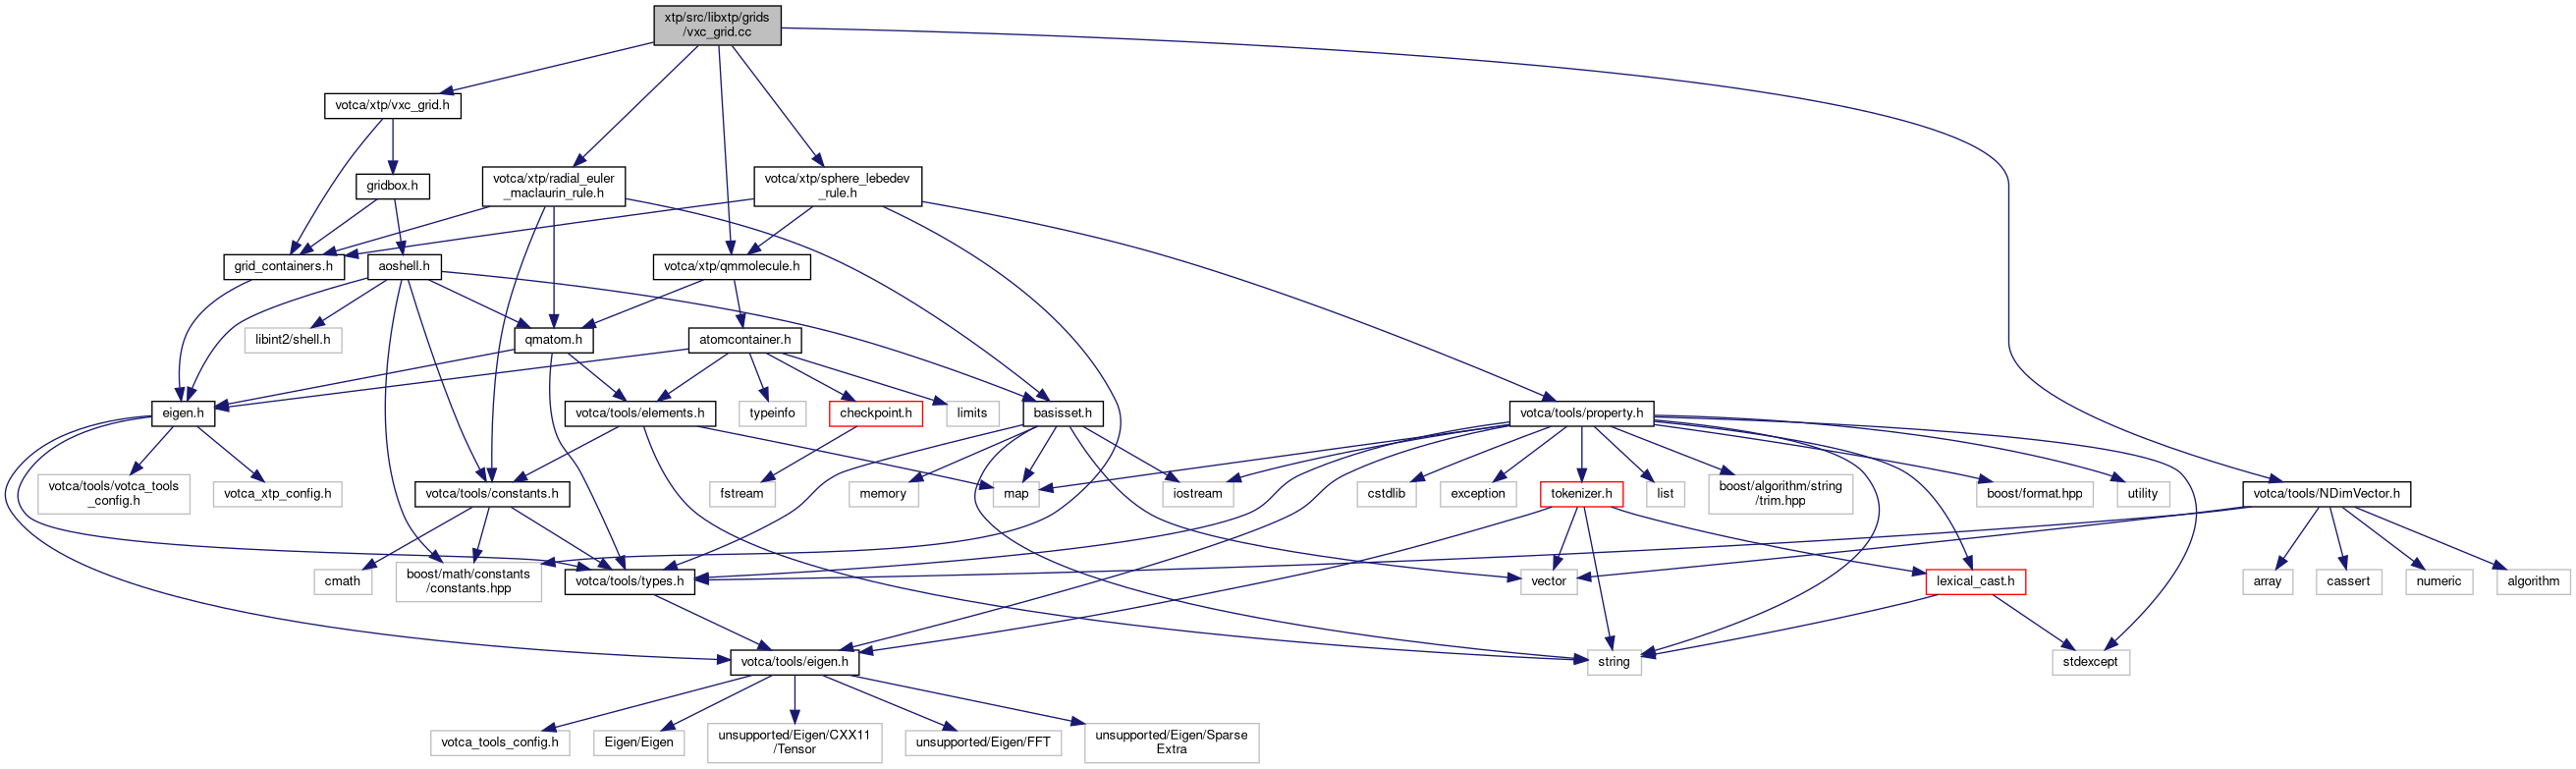 xtp/src/libxtp/grids
/vxc_grid.cc
votca/xtp/vxc_grid.h
gridbox.h
votca/xtp/radial_euler
_maclaurin_rule.h
votca/xtp/sphere_lebedev
_rule.h
grid_containers.h
aoshell.h
votca/xtp/qmmolecule.h
libint2/shell.h
qmatom.h
atomcontainer.h
eigen.h
votca/tools/elements.h
typeinfo
checkpoint.h
limits
basisset.h
votca/tools/property.h
votca/tools/votca_tools
_config.h
votca_xtp_config.h
votca/tools/constants.h
fstream
memory
map
iostream
cstdlib
exception
tokenizer.h
list
boost/algorithm/string
/trim.hpp
boost/format.hpp
utility
votca/tools/NDimVector.h
cmath
boost/math/constants
/constants.hpp
votca/tools/types.h
vector
lexical_cast.h
array
cassert
numeric
algorithm
votca/tools/eigen.h
string
stdexcept
votca_tools_config.h
Eigen/Eigen
unsupported/Eigen/CXX11
/Tensor
unsupported/Eigen/FFT
unsupported/Eigen/Sparse
Extra